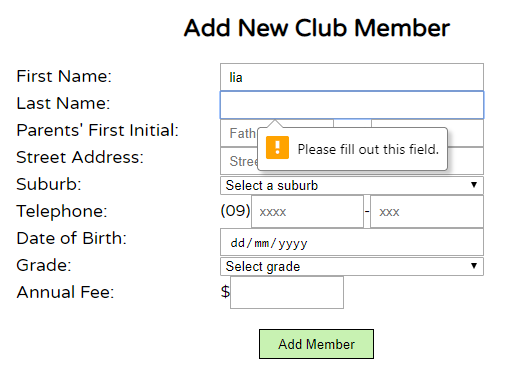 Add New Club Member
First Name: lia
Last Name:
Parents' First Initial: Fath
Please fill out this field.
Street Address: Stree
Suburb: Select a suburb
Telephone: (09) xxxx - xxx
Date of Birth: dd/mm/yyyy
Grade: Select grade
Annual Fee: $
Add Member